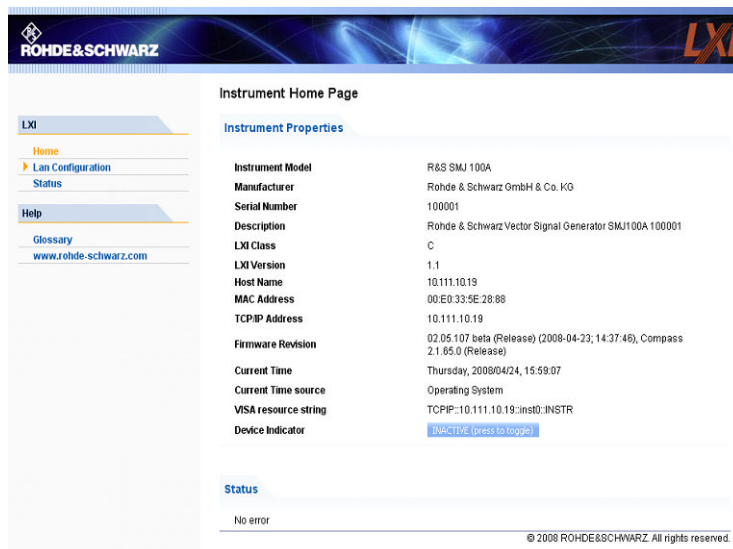 ROHDE&SCHWARZ
LXI
Instrument Home Page
LXI
Home
Lan Configuration
Status
Help
Glossary
www.rohde-schwarz.com
Instrument Properties
Instrument Model R&S SMJ 100A
Manufacturer Rohde & Schwarz GmbH & Co. KG
Serial Number 100001
Description Rohde & Schwarz Vector Signal Generator SMJ100A 100001
LXI Class C
LXI Version 1.1
Host Name 10.111.10.19
MAC Address 00:E0:33:5E:28:88
TCP/IP Address 10.111.10.19
Firmware Revision 02.05.107 beta (Release) (2008-04-23; 14:37:46), Compass
2.1.65.0 (Release)
Current Time Thursday, 2008/04/24, 15:59:07
Current Time source Operating System
VISA resource string TCPIP::10.111.10.19::inst0::INSTR
Device Indicator INACTIVE (press to toggle)
Status
No error
© 2008 ROHDE&SCHWARZ. All rights reserved.